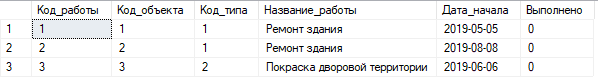 Код_работы Код_объекта Код_типа Название_работы Дата_начала Выполнено
1 1 1 1 Ремонт здания 2019-05-05 0
2 2 2 1 Ремонт здания 2019-08-08 0
3 3 3 2 Покраска дворовой территории 2019-06-06 0